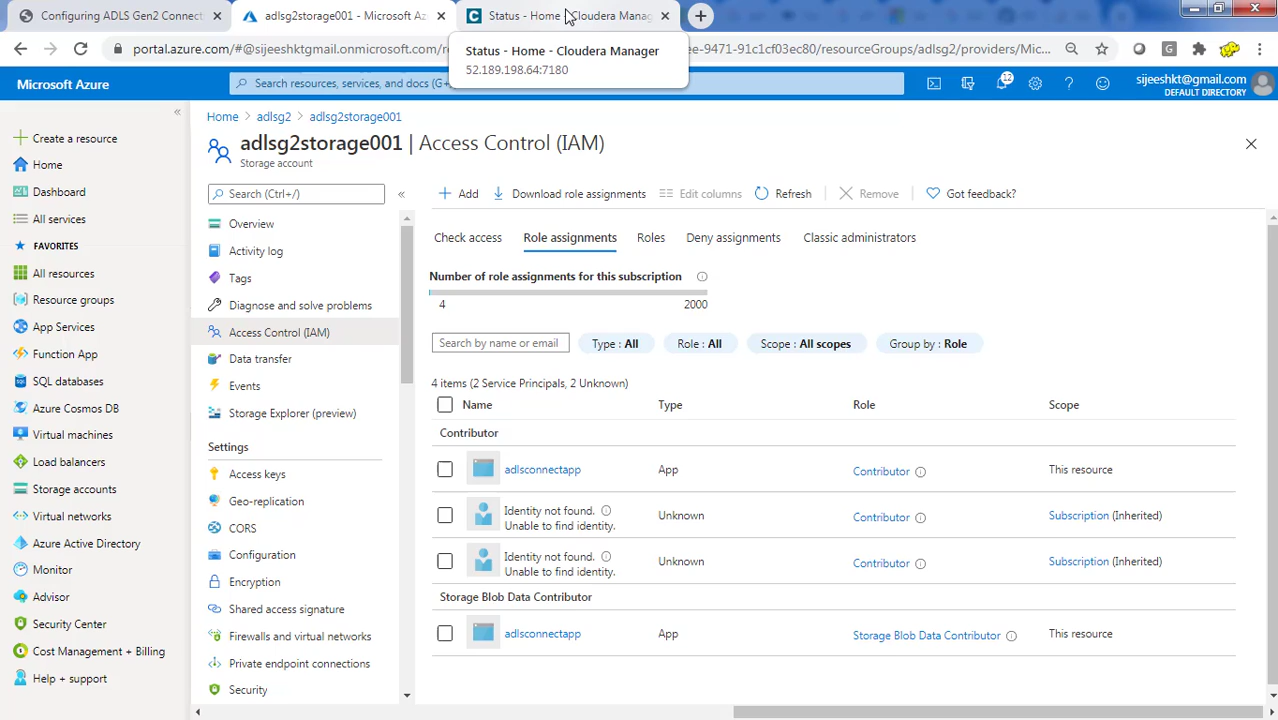 Configuring ADLS Gen2 Connect
adlsg2storage001 - Microsoft Az
Status - Home - Cloudera Manag
portal.azure.com/#@sijeeshktgmail.onmicrosoft.com/
ee-9471-91c1cf03ec80/resourceGroups/adlsg2/providers/Mic
Status - Home - Cloudera Manager
52.189.198.64:7180
Microsoft Azure
Search resources, services, and docs (G+
12
sijeeshkt@gmail.com
DEFAULT DIRECTORY
Create a resource
Home
Dashboard
All services
FAVORITES
All resources
Resource groups
App Services
Function App
SQL databases
Azure Cosmos DB
Virtual machines
Load balancers
Storage accounts
Virtual networks
Azure Active Directory
Monitor
Advisor
Security Center
Cost Management + Billing
Help + support
Home > adlsg2 > adlsg2storage001
adlsg2storage001 | Access Control (IAM)
Storage account
Search (Ctrl+/)
Overview
Activity log
Tags
Diagnose and solve problems
Access Control (IAM)
Data transfer
Events
Storage Explorer (preview)
Settings
Access keys
Geo-replication
CORS
Configuration
Encryption
Shared access signature
Firewalls and virtual networks
Private endpoint connections
Security
Add
Download role assignments
Edit columns
Refresh
Remove
Got feedback?
Check access
Role assignments
Roles
Deny assignments
Classic administrators
Number of role assignments for this subscription
4
2000
Search by name or email
Type : All
Role : All
Scope : All scopes
Group by : Role
4 items (2 Service Principals, 2 Unknown)
Name Type Role Scope
Contributor
adlsconnectapp App Contributor This resource
Identity not found.
Unable to find identity.
Unknown Contributor Subscription (Inherited)
Identity not found.
Unable to find identity.
Unknown Contributor Subscription (Inherited)
Storage Blob Data Contributor
adlsconnectapp App Storage Blob Data Contributor This resource